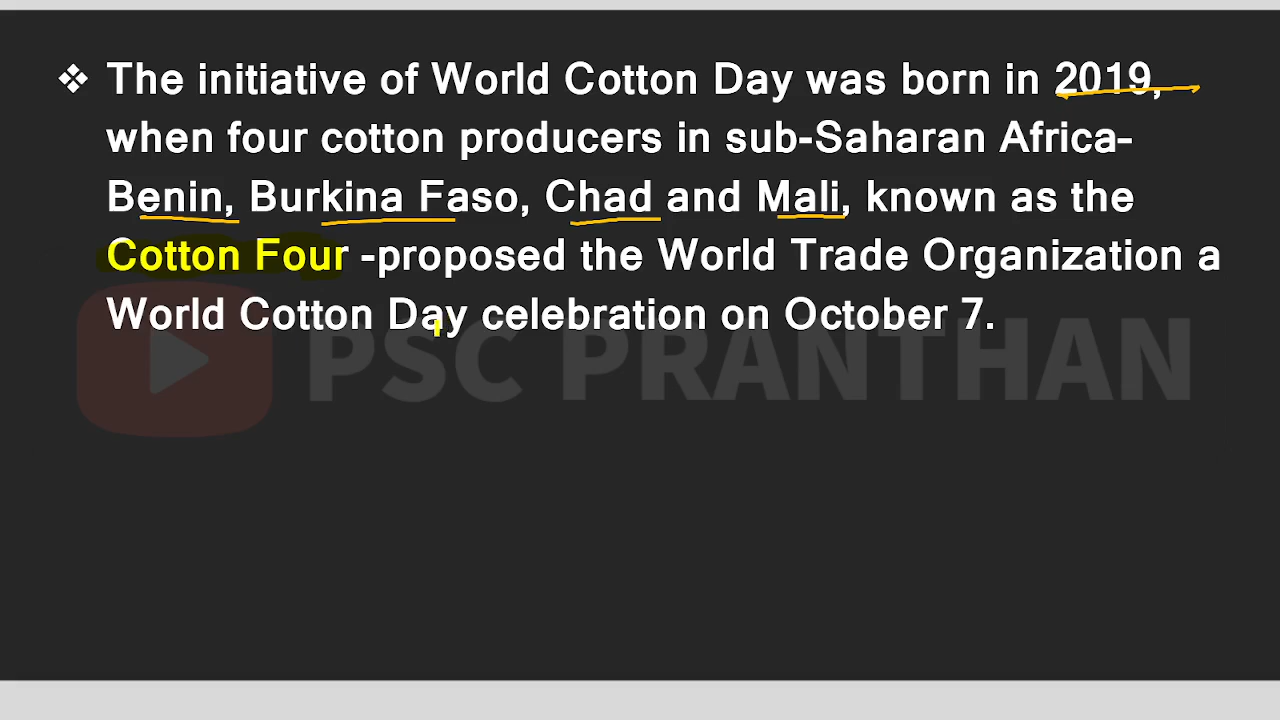 ❖ The initiative of World Cotton Day was born in 2019,
when four cotton producers in sub-Saharan Africa-
Benin, Burkina Faso, Chad and Mali, known as the
Cotton Four -proposed the World Trade Organization a
World Cotton Day celebration on October 7.
PSC PRANTHAN